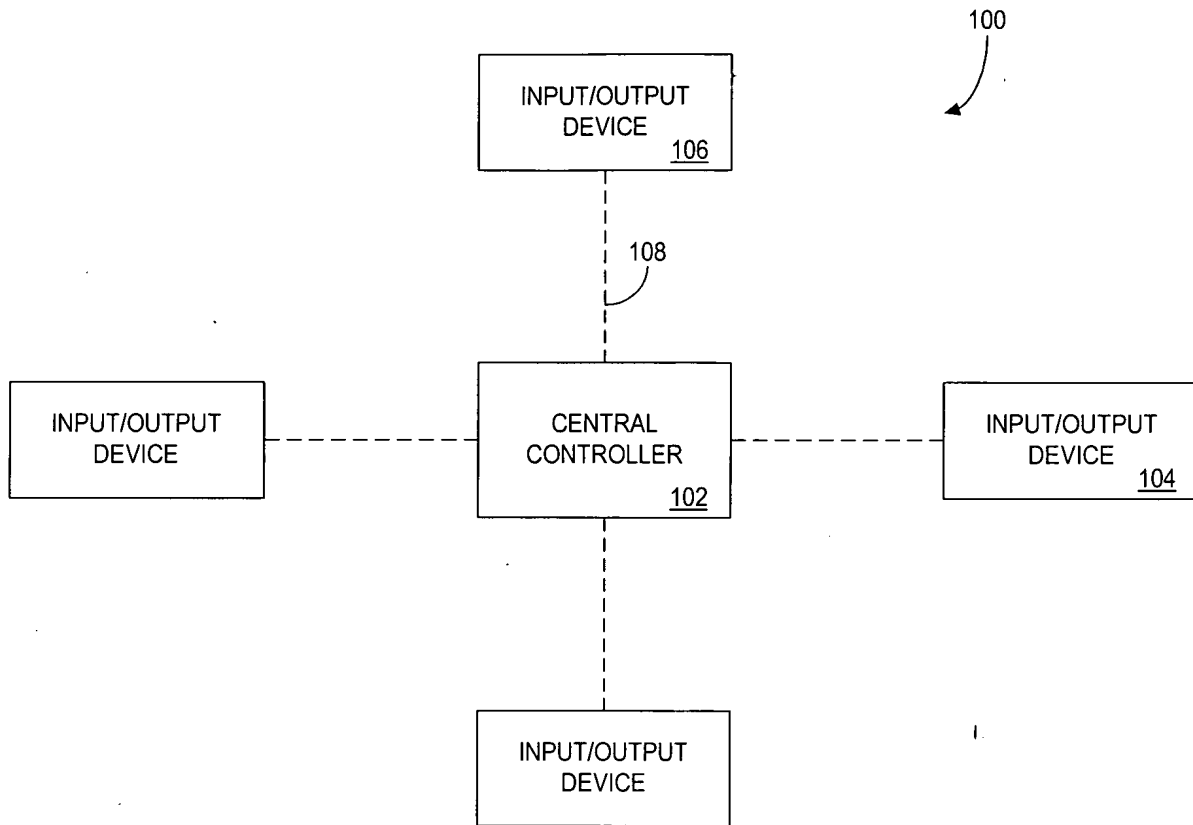 100
INPUT/OUTPUT
DEVICE
106
108
INPUT/OUTPUT
DEVICE
CENTRAL
CONTROLLER
102
INPUT/OUTPUT
DEVICE
104
INPUT/OUTPUT
DEVICE